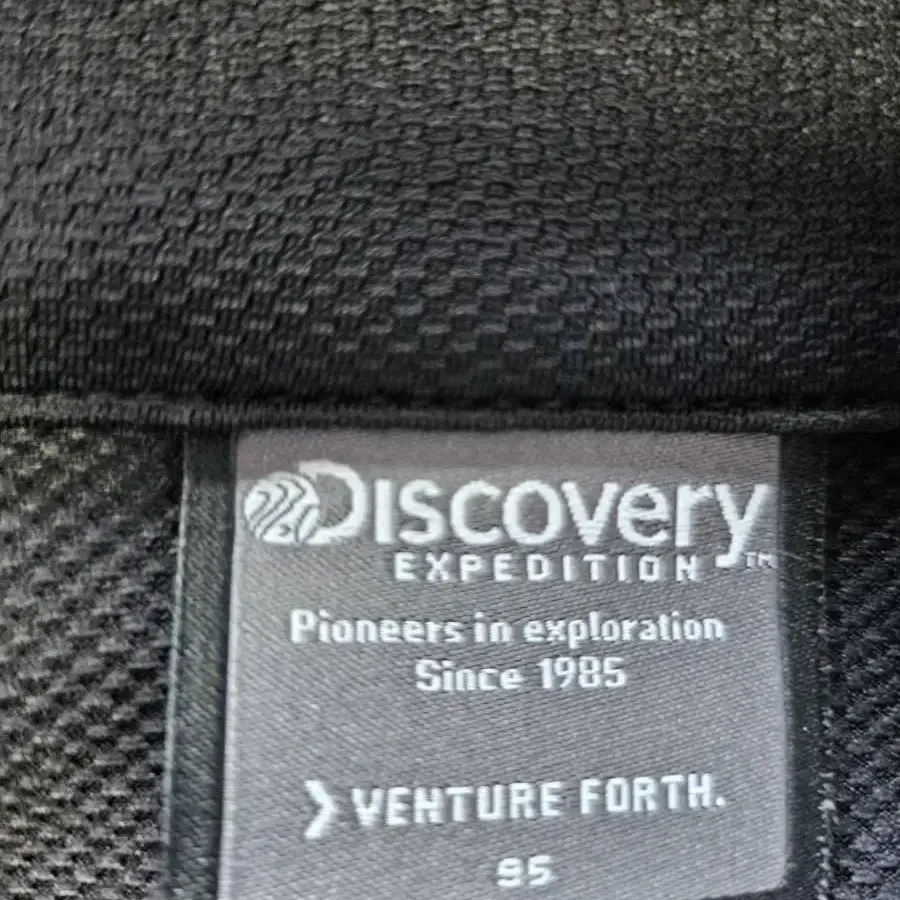 DISCOVERY
EXPEDITION™
Pioneers in exploration
Since 1985
❯ VENTURE FORTH.
95